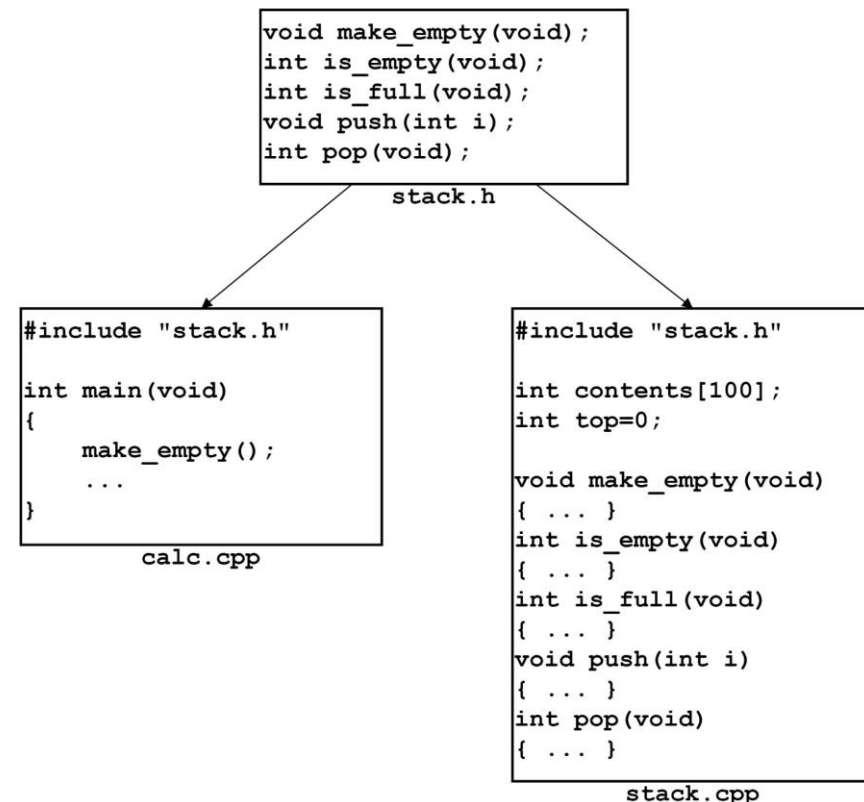 void make_empty(void);
int is_empty(void);
int is_full(void);
void push(int i);
int pop(void);
stack.h
#include "stack.h"
int main(void)
{
    make_empty();
    ...
}
calc.cpp
#include "stack.h"
int contents[100];
int top=0;
void make_empty(void)
{ ... }
int is_empty(void)
{ ... }
int is_full(void)
{ ... }
void push(int i)
{ ... }
int pop(void)
{ ... }
stack.cpp